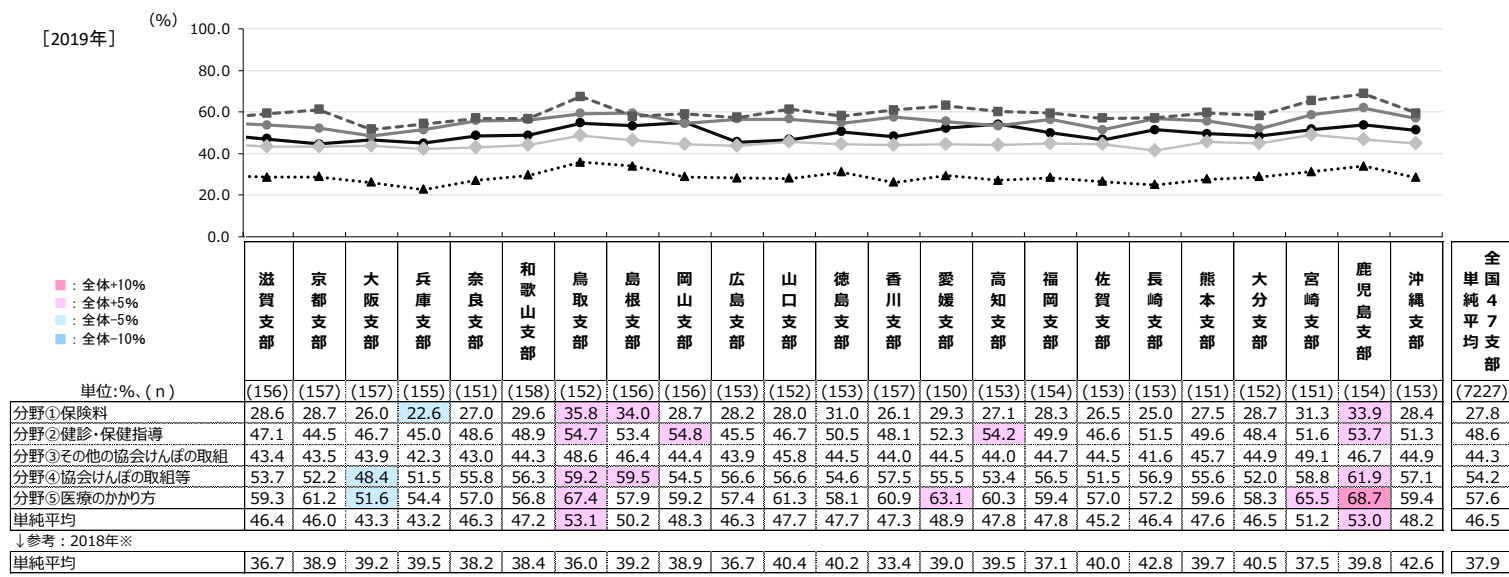 [2019年]
(%)
100.0
80.0
60.0
40.0
20.0
0.0
：全体+10%
：全体+5%
：全体-5%
：全体-10%
滋賀支部 京都支部 大阪支部 兵庫支部 奈良支部 和歌山支部 鳥取支部 島根支部 岡山支部 広島支部 山口支部 徳島支部 香川支部 愛媛支部 高知支部 福岡支部 佐賀支部 長崎支部 熊本支部 大分支部 宮崎支部 鹿児島支部 沖縄支部 全国47支部単純平均
単位:%、(n) (156) (157) (157) (155) (151) (158) (152) (156) (156) (153) (152) (153) (157) (150) (153) (154) (153) (153) (151) (152) (151) (154) (153) (7227)
分野①保険料 28.6 28.7 26.0 22.6 27.0 29.6 35.8 34.0 28.7 28.2 28.0 31.0 26.1 29.3 27.1 28.3 26.5 25.0 27.5 28.7 31.3 33.9 28.4 27.8
分野②健診・保健指導 47.1 44.5 46.7 45.0 48.6 48.9 54.7 53.4 54.8 45.5 46.7 50.5 48.1 52.3 54.2 49.9 46.6 51.5 49.6 48.4 51.6 53.7 51.3 48.6
分野③その他の協会けんぽの取組 43.4 43.5 43.9 42.3 43.0 44.3 48.6 46.4 44.4 43.9 45.8 44.5 44.0 44.5 44.0 44.7 44.5 41.6 45.7 44.9 49.1 46.7 44.9 44.3
分野④協会けんぽの取組等 53.7 52.2 48.4 51.5 55.8 56.3 59.2 59.5 54.5 56.6 56.6 54.6 57.5 55.5 53.4 56.5 51.5 56.9 55.6 52.0 58.8 61.9 57.1 54.2
分野⑤医療のかかり方 59.3 61.2 51.6 54.4 57.0 56.8 67.4 57.9 59.2 57.4 61.3 58.1 60.9 63.1 60.3 59.4 57.0 57.2 59.6 58.3 65.5 68.7 59.4 57.6
単純平均 46.4 46.0 43.3 43.2 46.3 47.2 53.1 50.2 48.3 46.3 47.7 47.7 47.3 48.9 47.8 47.8 45.2 46.4 47.6 46.5 51.2 53.0 48.2 46.5
↓参考：2018年※
単純平均 36.7 38.9 39.2 39.5 38.2 38.4 36.0 39.2 38.9 36.7 40.4 40.2 33.4 39.0 39.5 37.1 40.0 42.8 39.7 40.5 37.5 39.8 42.6 37.9